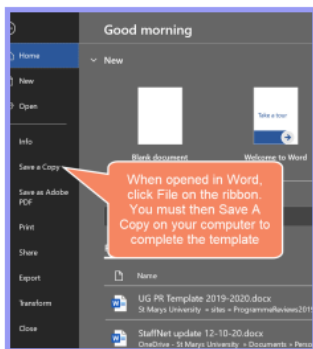 Good morning
Home
New
New
Open
Take a tour
Info
Blank document
Welcome to Word
Save a Copy
When opened in Word,
click File on the ribbon.
You must then Save A
Copy on your computer to
complete the template
Save as Adobe
PDF
Print
Share
Export
Name
Transform
UG PR Template 2019-2020.docx
St Marys University » sites » ProgrammeReviews2019
Close
StaffNet update 12-10-20.docx
OneDrive - St Marys University » Documents » Perso